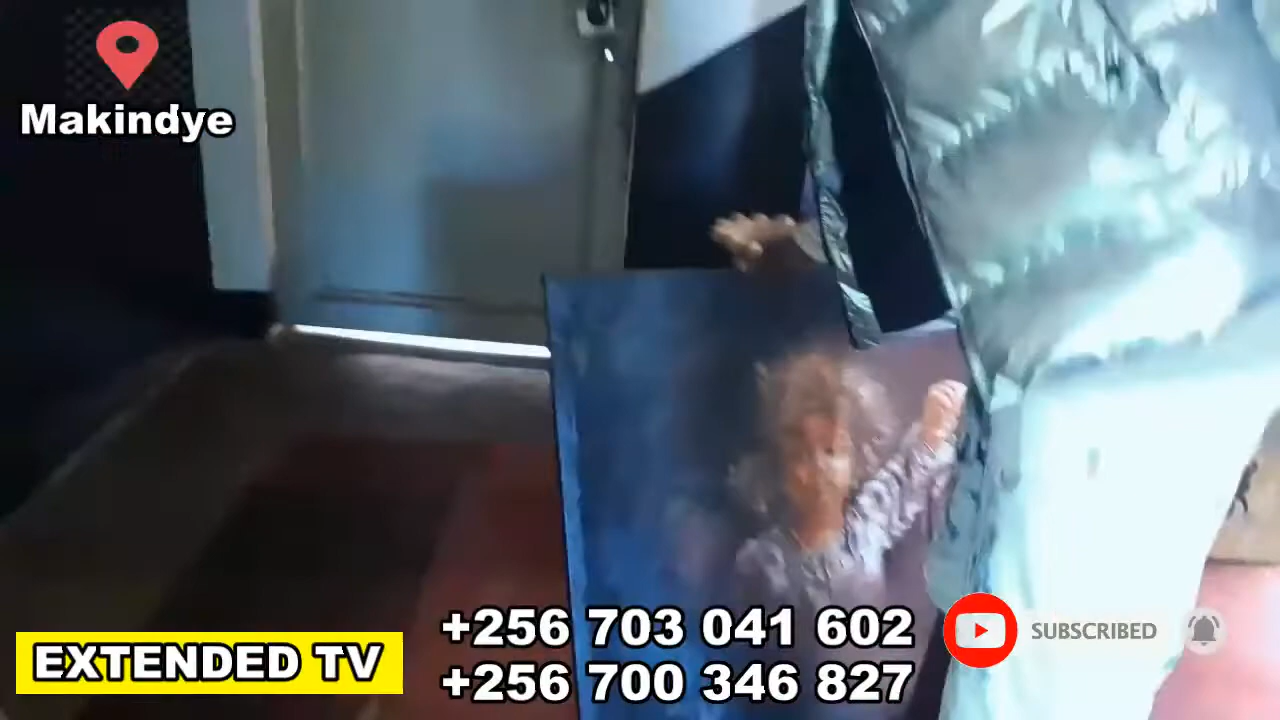 Makindye
EXTENDED TV
+256 703 041 602
+256 700 346 827
SUBSCRIBED